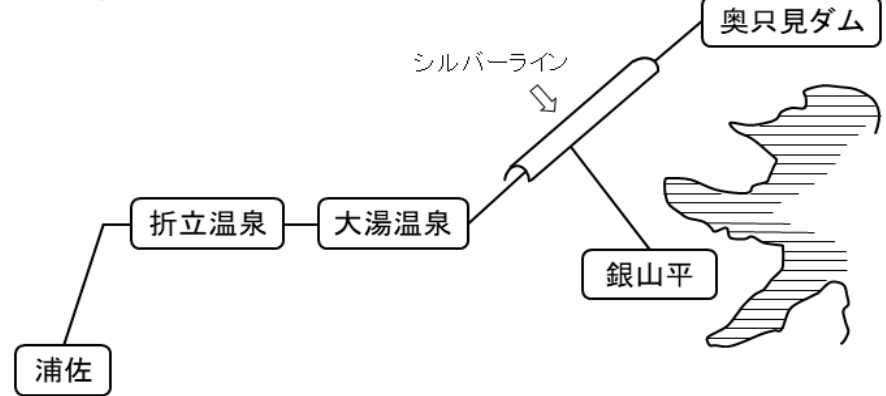 奥只見ダム
シルバーライン
折立温泉
大湯温泉
銀山平
浦佐